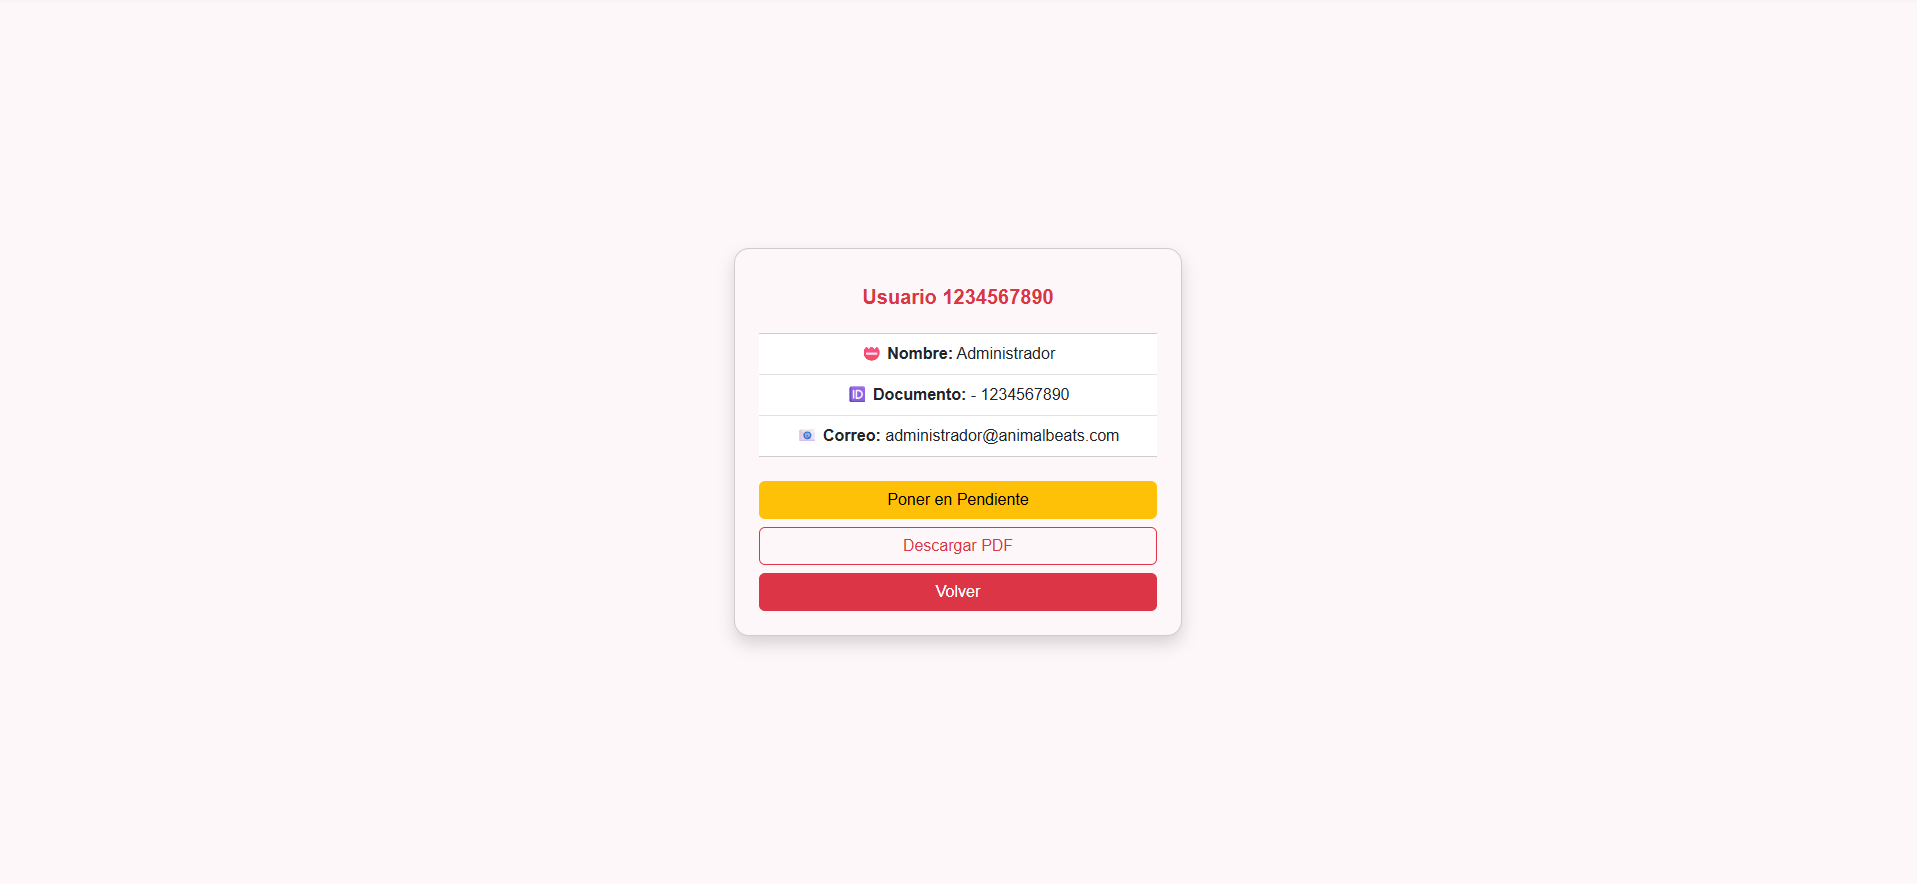 Usuario 1234567890
📛 Nombre: Administrador
🆔 Documento: - 1234567890
📧 Correo: administrador@animalbeats.com
Poner en Pendiente
Descargar PDF
Volver